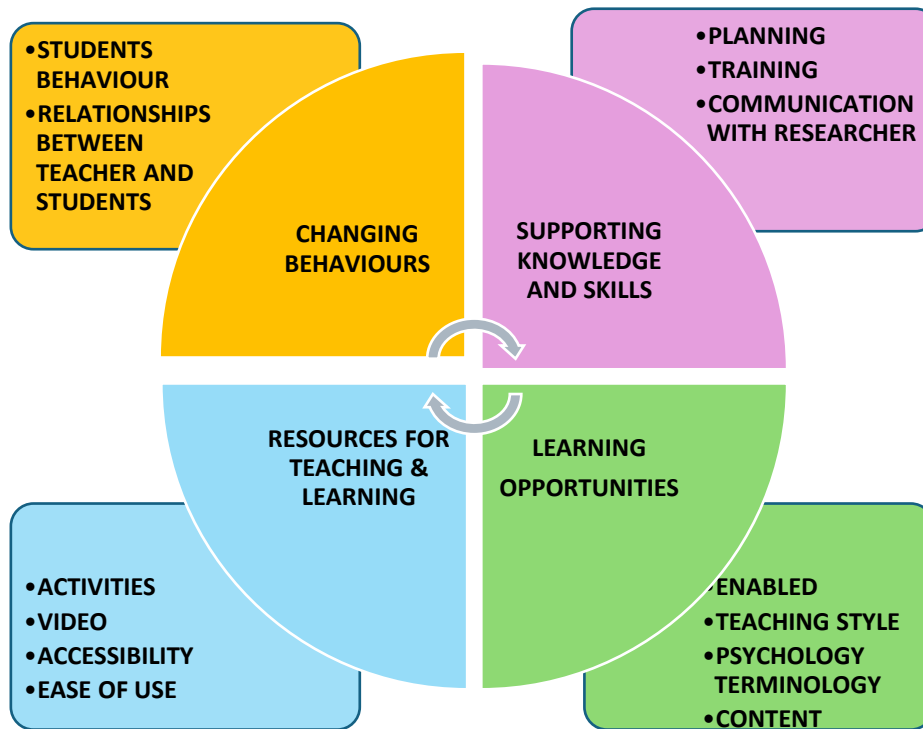 •STUDENTS
BEHAVIOUR
•RELATIONSHIPS
BETWEEN
TEACHER AND
STUDENTS
•PLANNING
•TRAINING
•COMMUNICATION
WITH RESEARCHER
CHANGING
BEHAVIOURS
SUPPORTING
KNOWLEDGE
AND SKILLS
RESOURCES FOR
TEACHING &
LEARNING
LEARNING
OPPORTUNITIES
•ACTIVITIES
•VIDEO
•ACCESSIBILITY
•EASE OF USE
•ENABLED
•TEACHING STYLE
•PSYCHOLOGY
TERMINOLOGY
•CONTENT